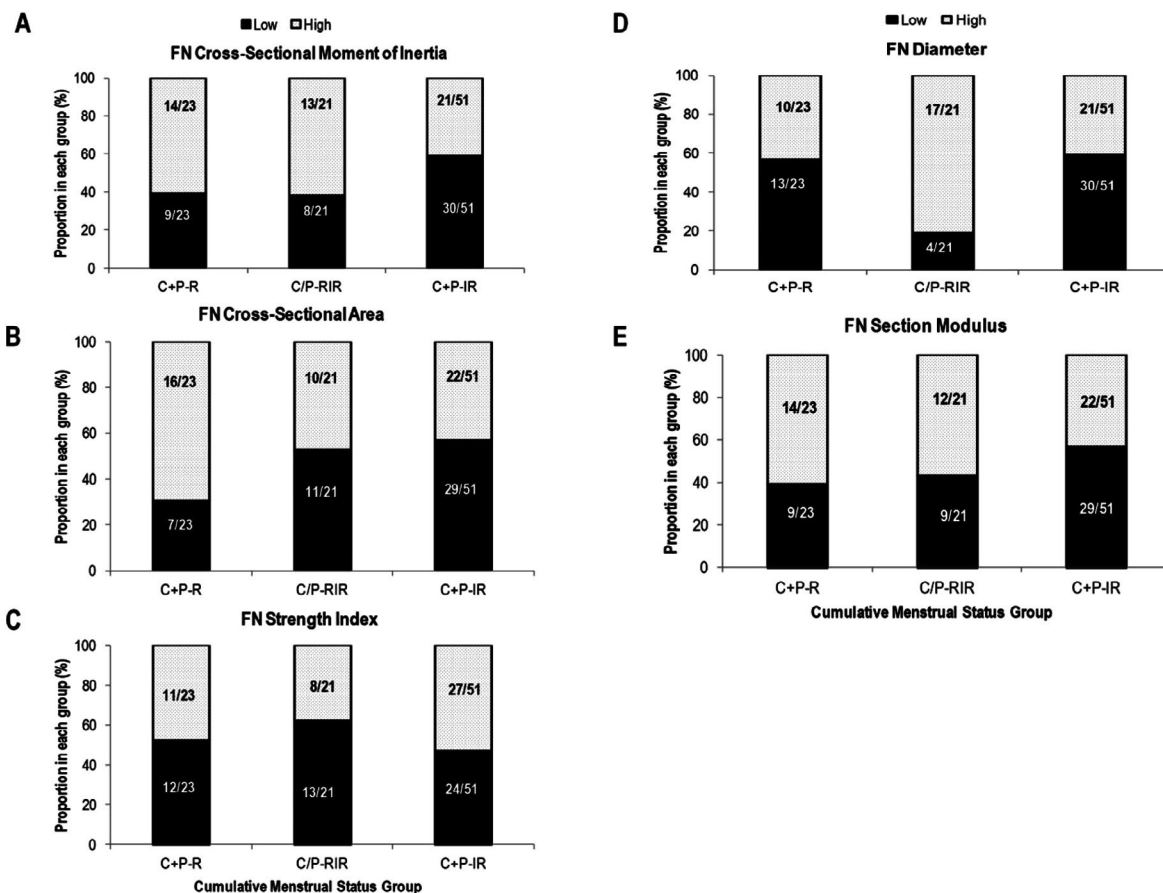 A
Low High
FN Cross-Sectional Moment of Inertia
Proportion in each group (%)
100
80
60
40
20
0
14/23 13/21 21/51
9/23 8/21 30/51
C+P-R C/P-RIR C+P-IR
B
FN Cross-Sectional Area
Proportion in each group (%)
100
80
60
40
20
0
16/23 10/21 22/51
7/23 11/21 29/51
C+P-R C/P-RIR C+P-IR
C
FN Strength Index
Proportion in each group (%)
100
80
60
40
20
0
11/23 8/21 27/51
12/23 13/21 24/51
C+P-R C/P-RIR C+P-IR
Cumulative Menstrual Status Group
D
Low High
FN Diameter
Proportion in each group (%)
100
80
60
40
20
0
10/23 17/21 21/51
13/23 4/21 30/51
C+P-R C/P-RIR C+P-IR
E
FN Section Modulus
Proportion in each group (%)
100
80
60
40
20
0
14/23 12/21 22/51
9/23 9/21 29/51
C+P-R C/P-RIR C+P-IR
Cumulative Menstrual Status Group